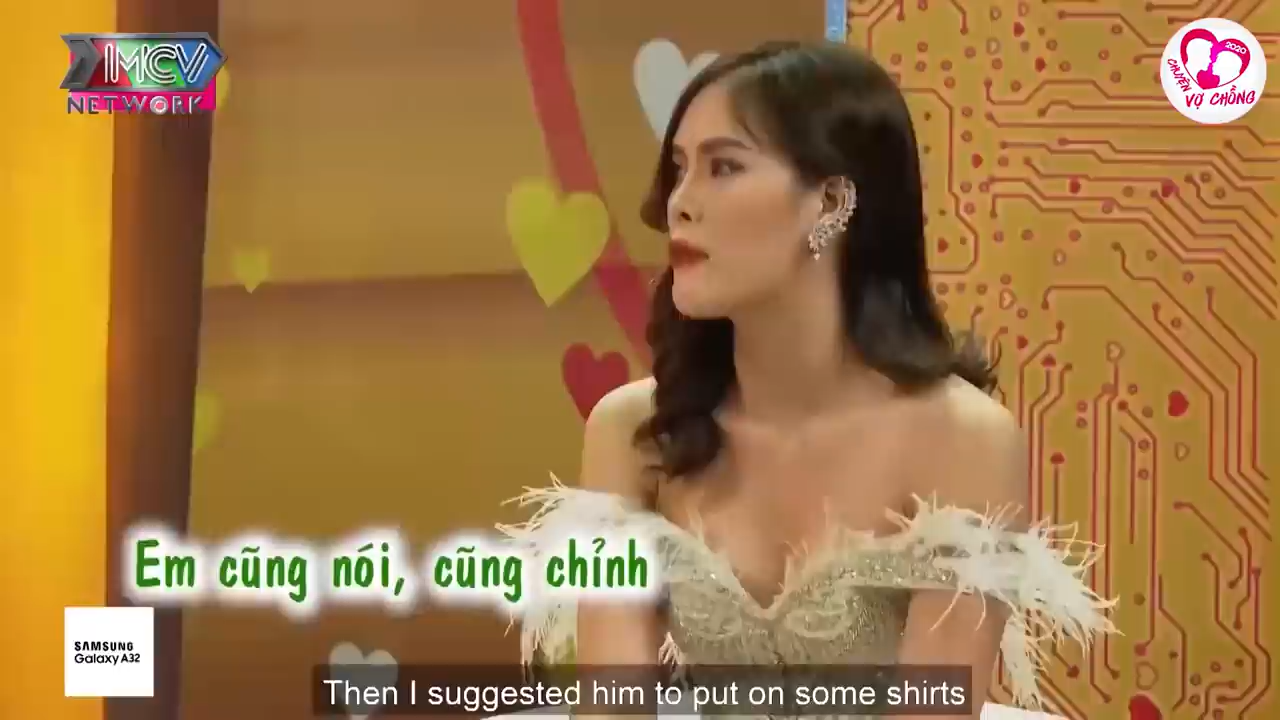 MCV
NETWORK
2020
CHUYỆN
VỢ CHỒNG
Em cũng nói, cũng chỉnh
SAMSUNG
Galaxy A32
Then I suggested him to put on some shirts